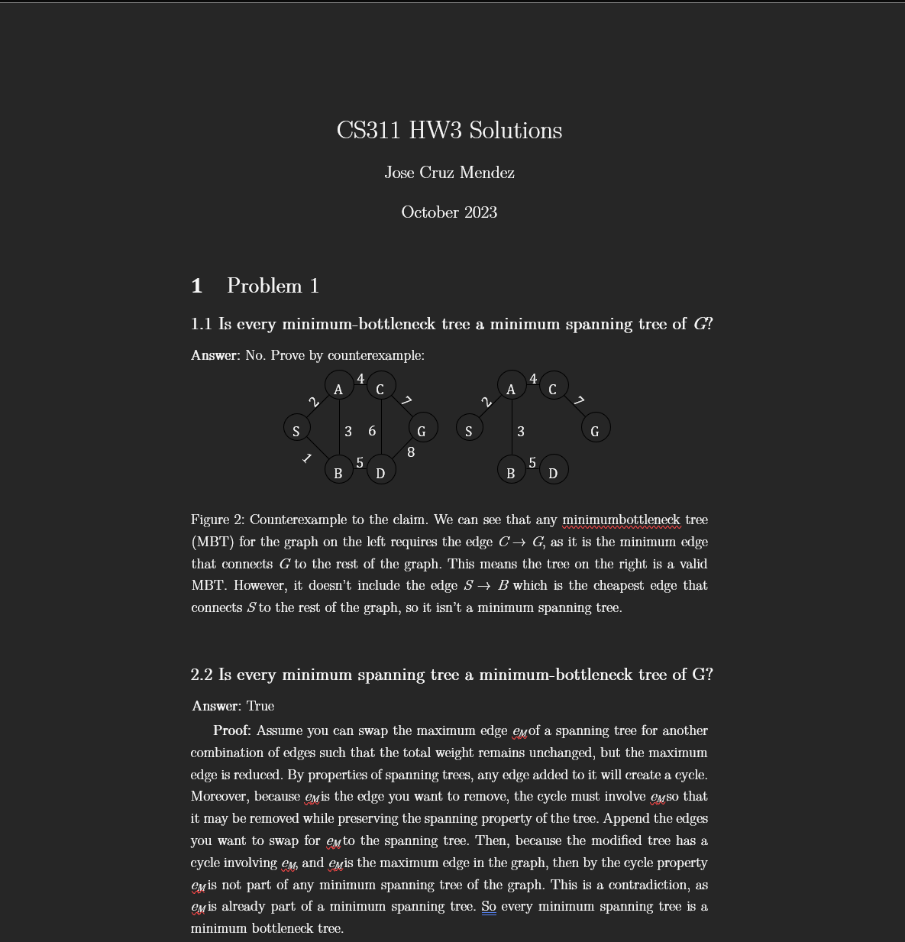 CS311 HW3 Solutions
Jose Cruz Mendez
October 2023
1 Problem 1
1.1 Is every minimum-bottleneck tree a minimum spanning tree of G?
Answer: No. Prove by counterexample:
A 4 C A 4 C
2 7 2 7
S 3 6 G S 3 G
1 5 8 5
B D B D
Figure 2: Counterexample to the claim. We can see that any minimumbottleneck tree
(MBT) for the graph on the left requires the edge C → G, as it is the minimum edge
that connects G to the rest of the graph. This means the tree on the right is a valid
MBT. However, it doesn't include the edge S → B which is the cheapest edge that
connects S to the rest of the graph, so it isn't a minimum spanning tree.
2.2 Is every minimum spanning tree a minimum-bottleneck tree of G?
Answer: True
Proof: Assume you can swap the maximum edge eM of a spanning tree for another
combination of edges such that the total weight remains unchanged, but the maximum
edge is reduced. By properties of spanning trees, any edge added to it will create a cycle.
Moreover, because eM is the edge you want to remove, the cycle must involve eM so that
it may be removed while preserving the spanning property of the tree. Append the edges
you want to swap for eM to the spanning tree. Then, because the modified tree has a
cycle involving eM, and eM is the maximum edge in the graph, then by the cycle property
eM is not part of any minimum spanning tree of the graph. This is a contradiction, as
eM is already part of a minimum spanning tree. So every minimum spanning tree is a
minimum bottleneck tree.